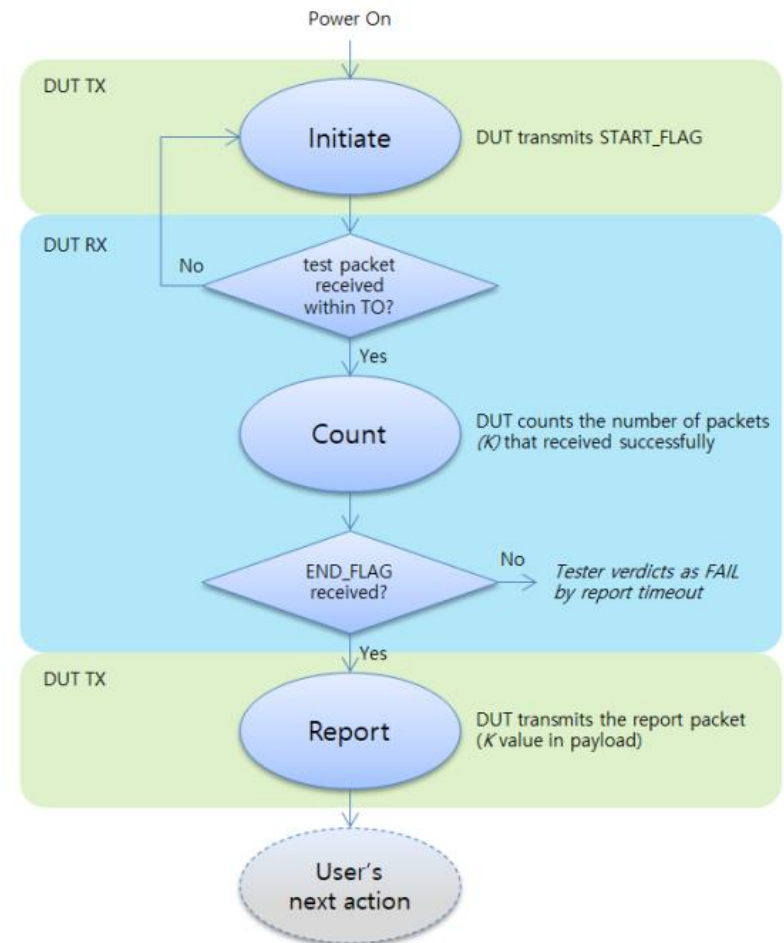 Power On
DUT TX
Initiate
DUT transmits START_FLAG
DUT RX
No
test packet
received
within TO?
Yes
Count
DUT counts the number of packets
(K) that received successfully
END_FLAG
received?
No
Tester verdicts as FAIL
by report timeout
Yes
DUT TX
Report
DUT transmits the report packet
(K value in payload)
User's
next action